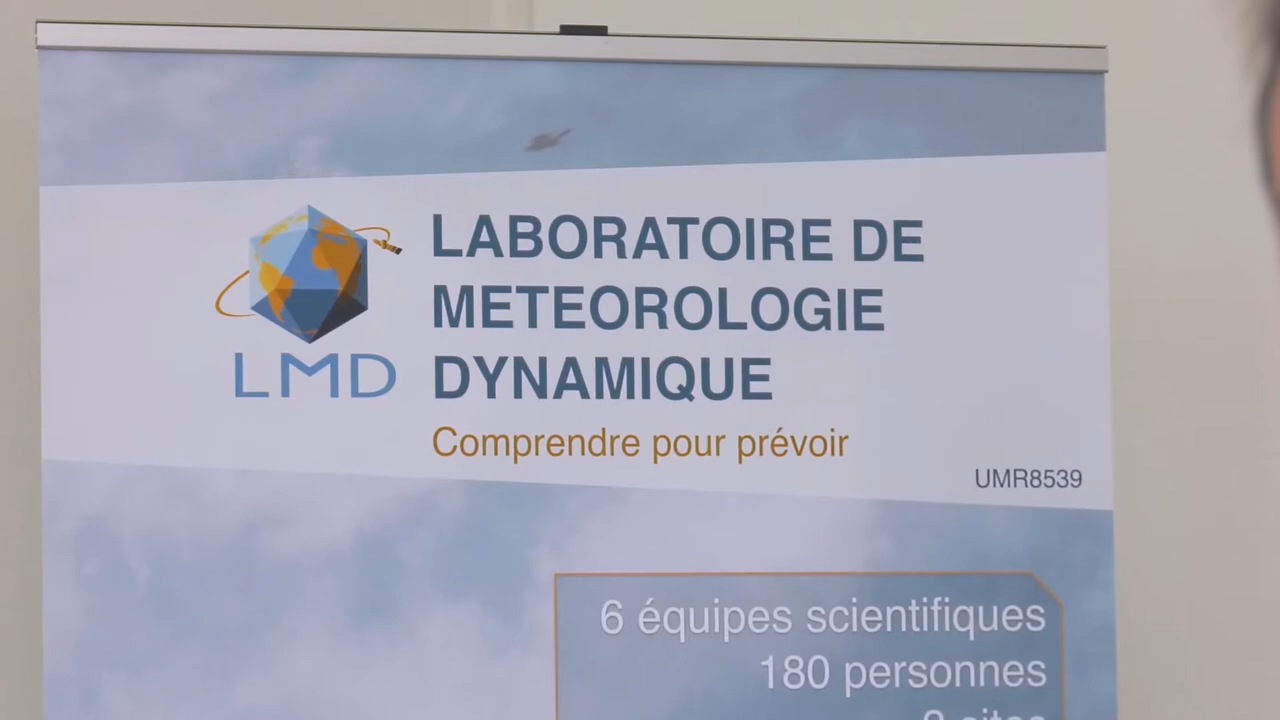 LABORATOIRE DE
METEOROLOGIE
DYNAMIQUE
LMD
Comprendre pour prévoir
UMR8539
6 équipes scientifiques
180 personnes